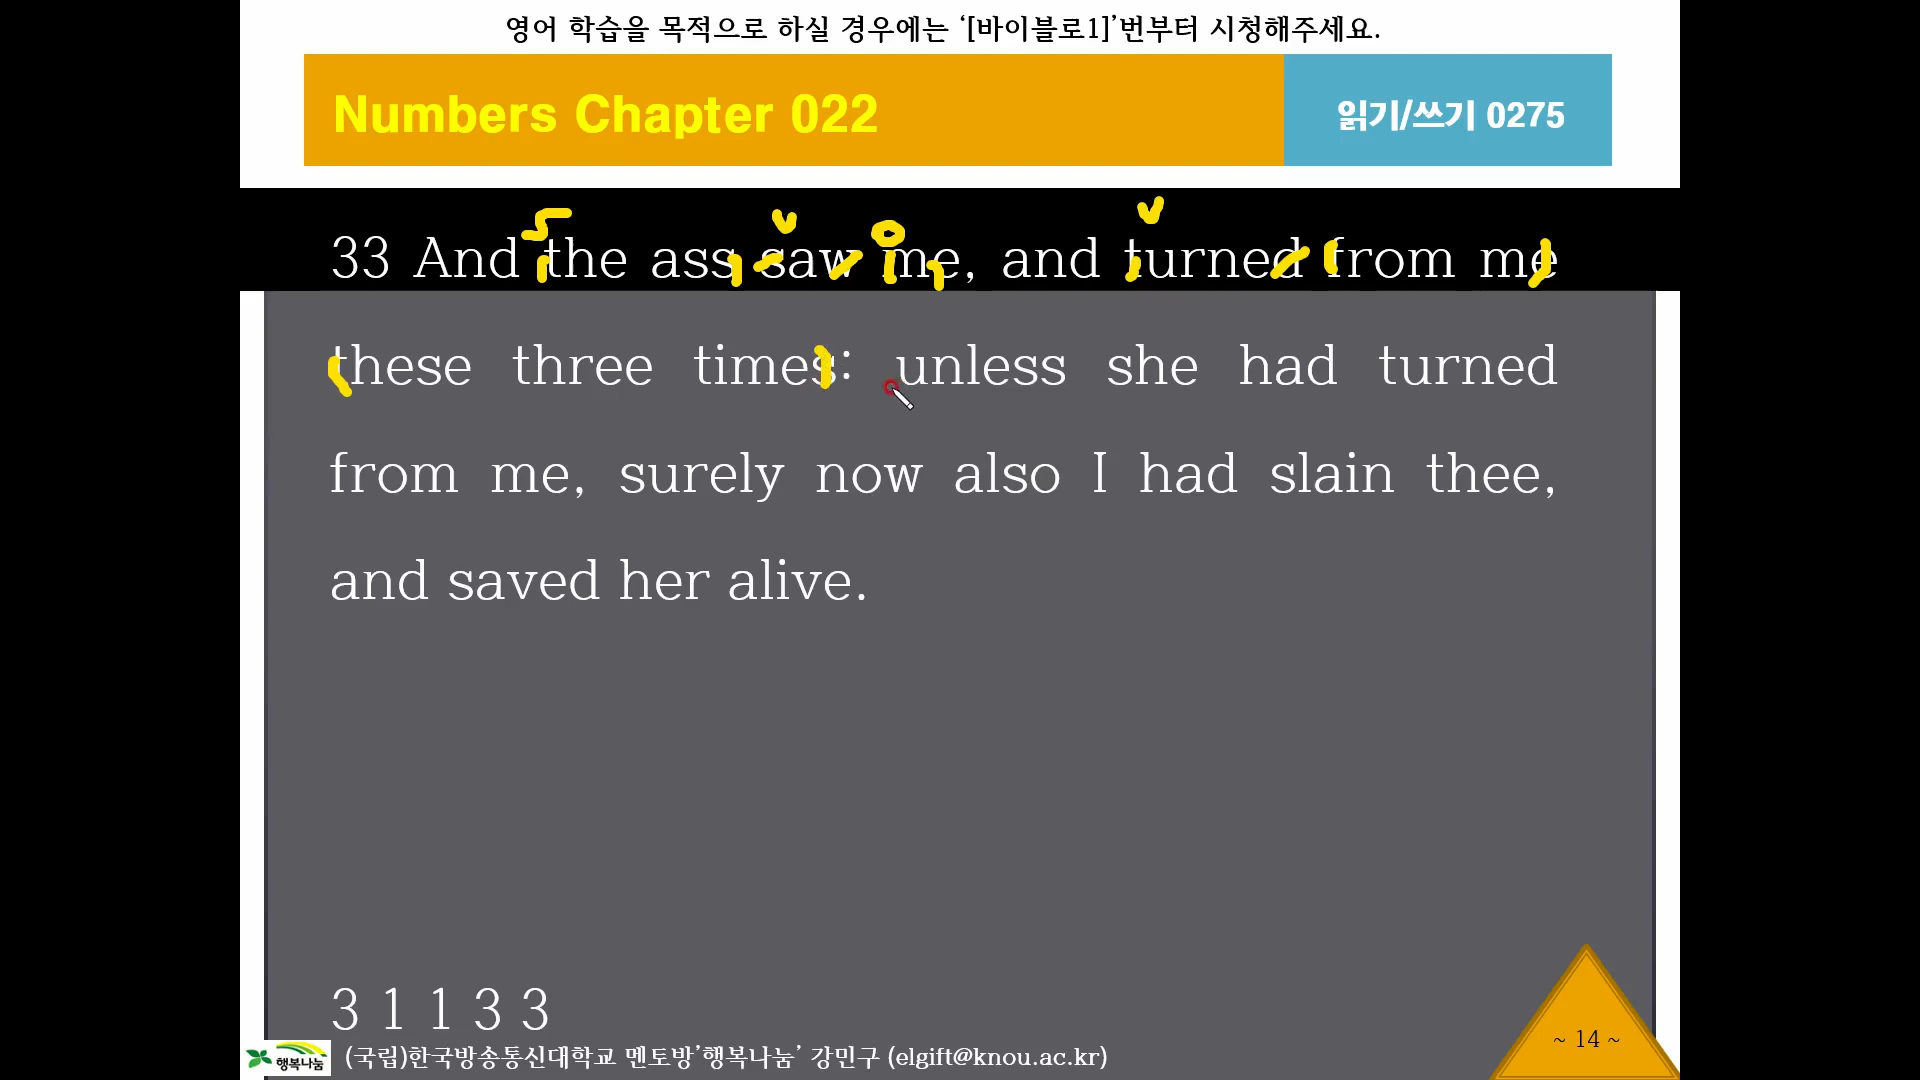 영어 학습을 목적으로 하실 경우에는 ‘[바이블로1]’번부터 시청해주세요.
Numbers Chapter 022
읽기/쓰기 0275
33 And the ass saw me, and turned from me
these three times: unless she had turned
from me, surely now also I had slain thee,
and saved her alive.
3 1 1 3 3
행복나눔
(국립)한국방송통신대학교 멘토방’행복나눔’ 강민구 (elgift@knou.ac.kr)
~ 14 ~